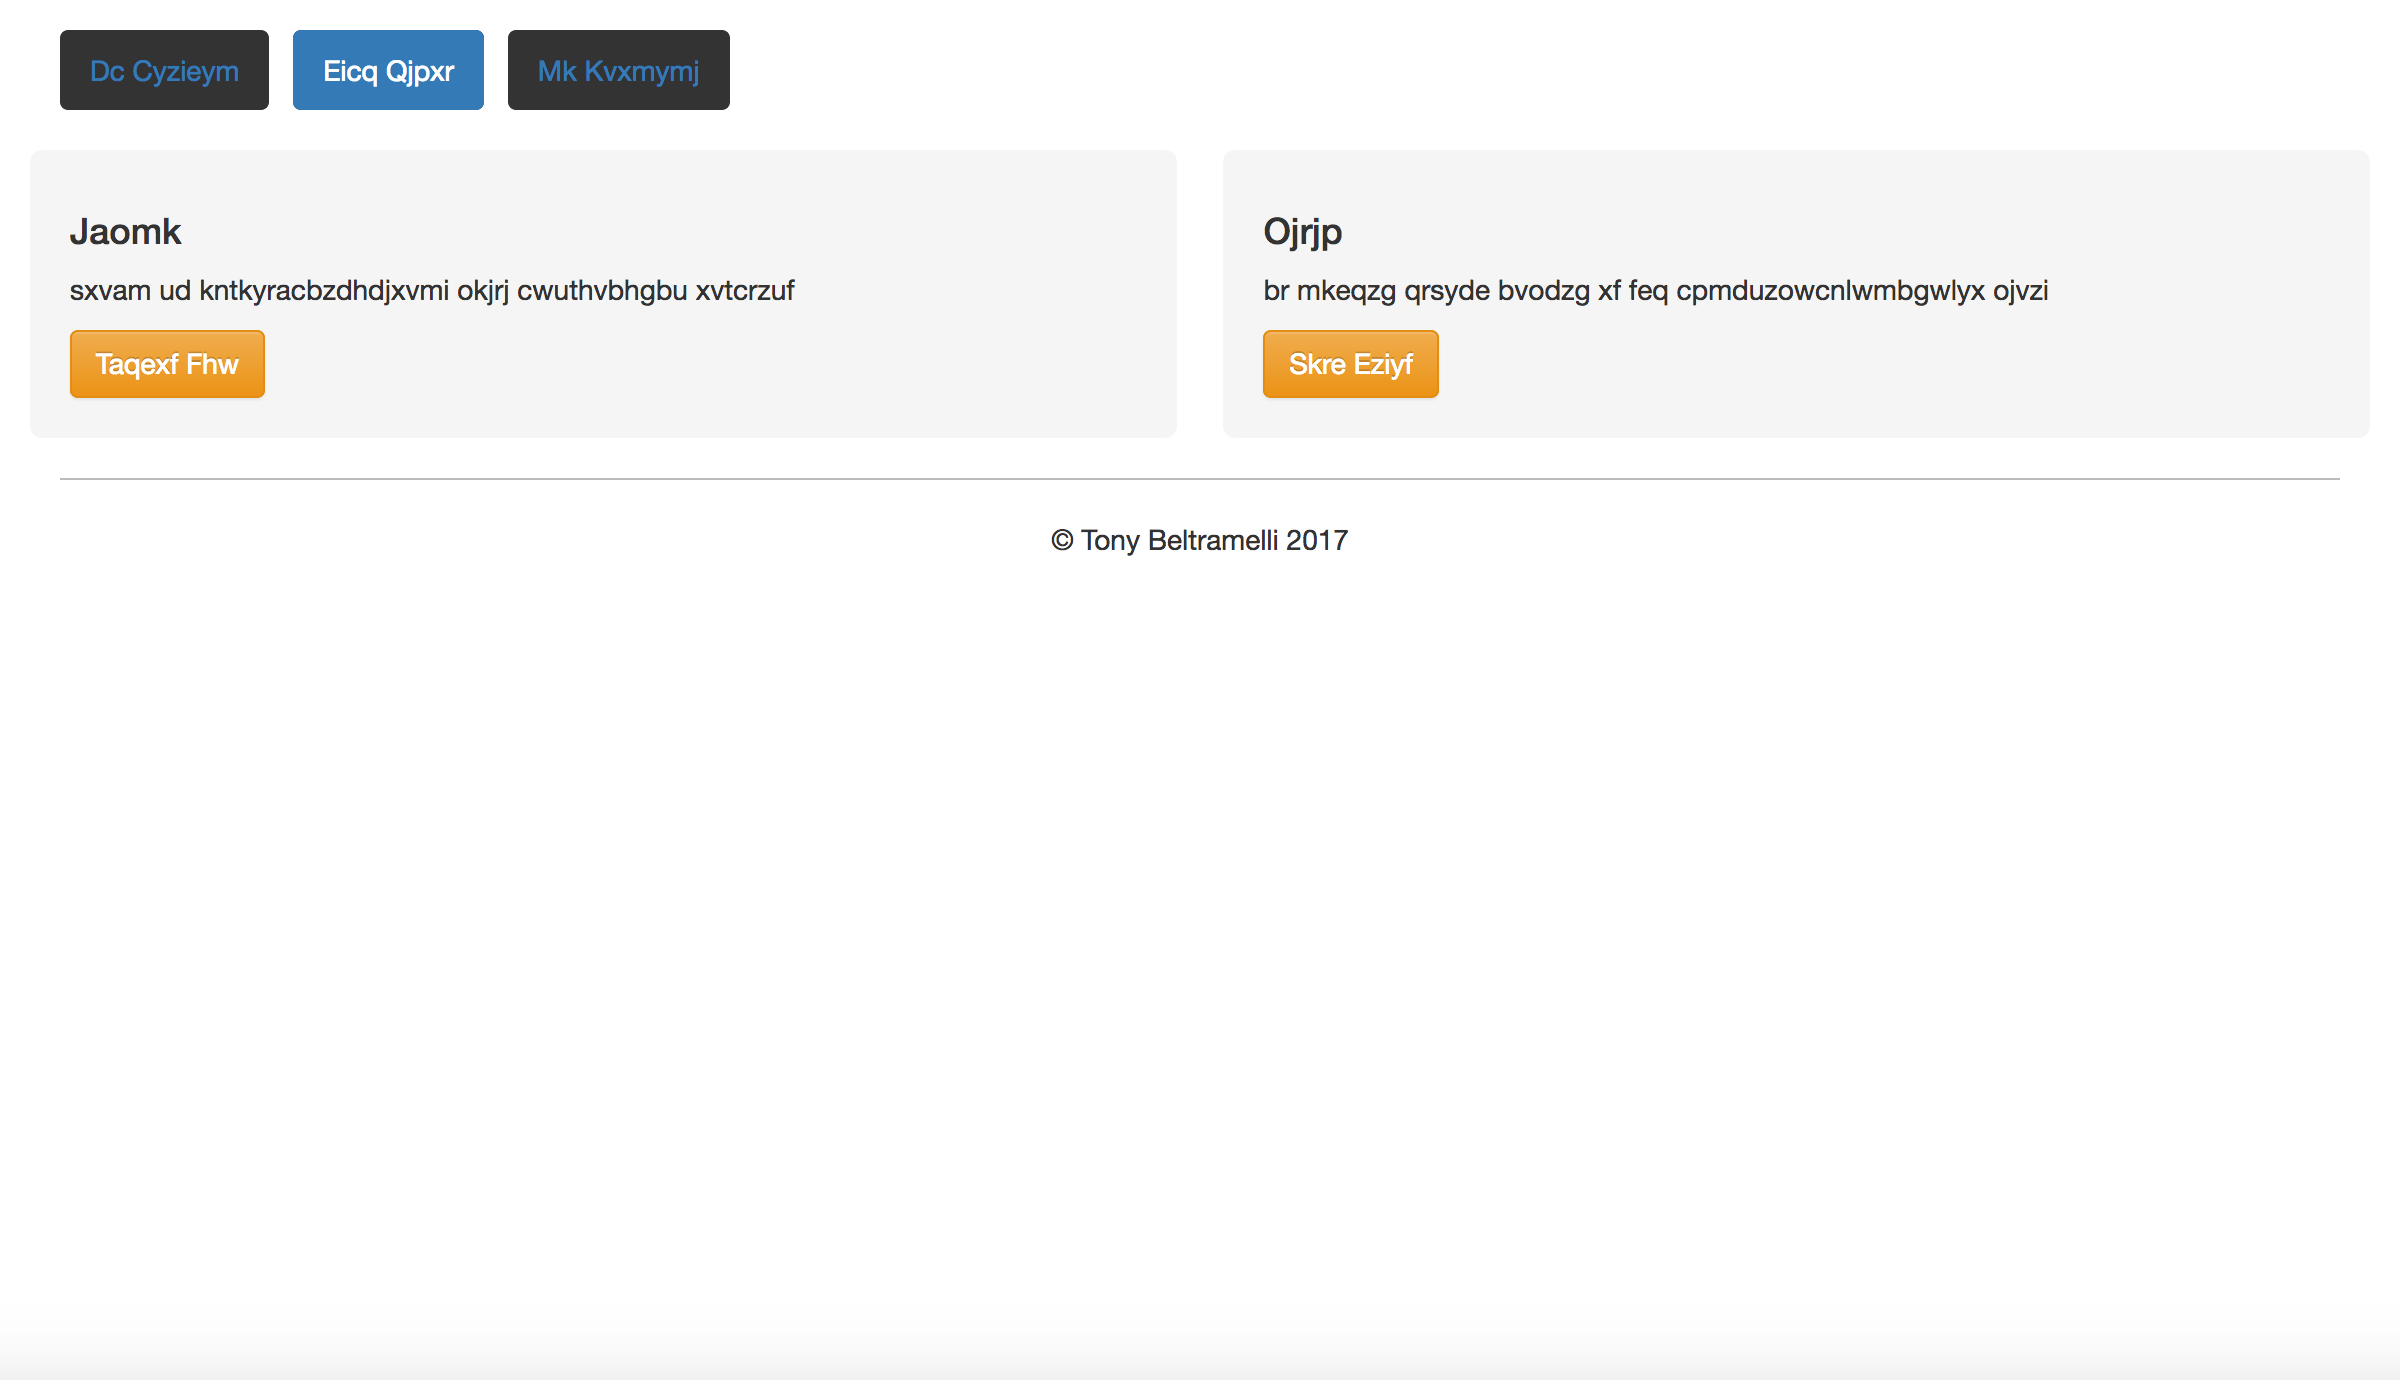 Dc Cyzieym Eicq Qjpxr Mk Kvxmymj
Jaomk
sxvam ud kntkyracbzdhdjxvmi okjrj cwuthvbhgbu xvtcrzuf
Taqexf Fhw
Ojrjp
br mkeqzg qrsyde bvodzg xf feq cpmduzowcnlwmbgwlyx ojvzi
Skre Eziyf
© Tony Beltramelli 2017